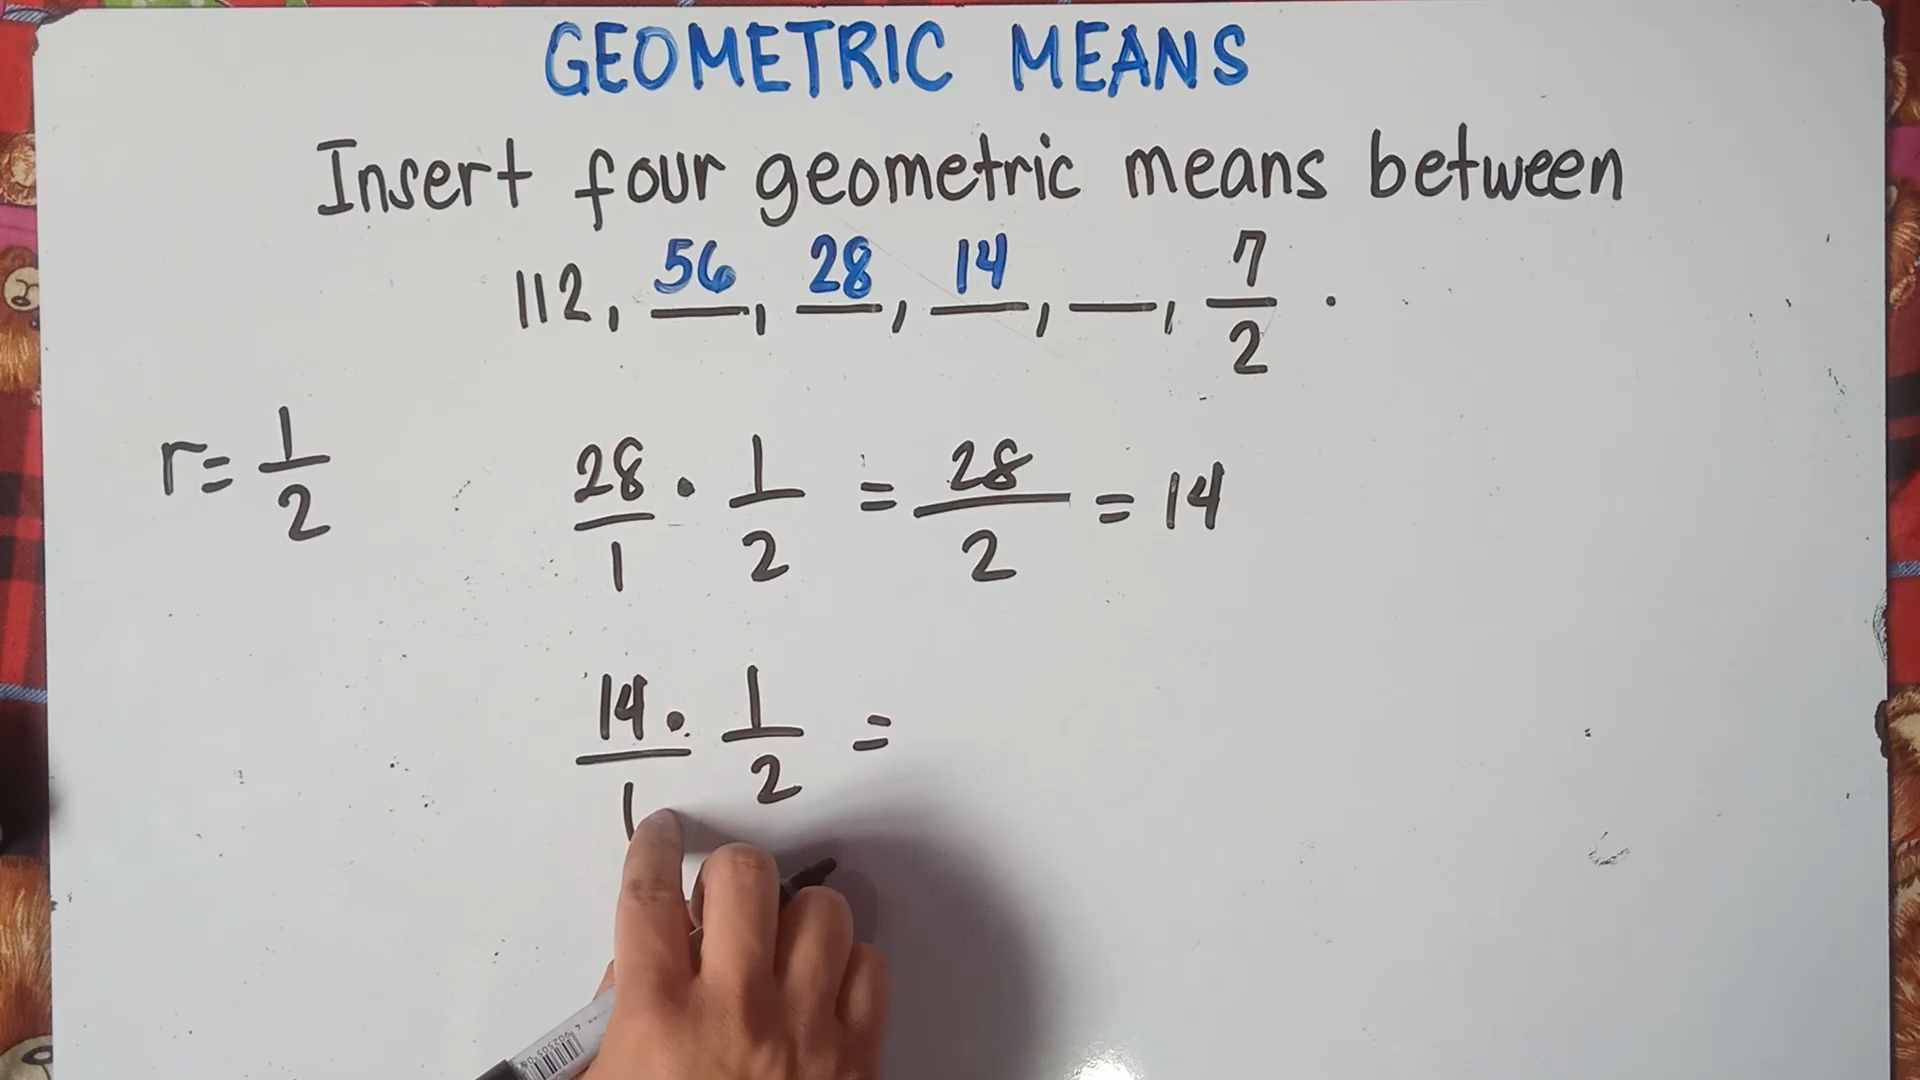 GEOMETRIC MEANS
Insert four geometric means between
112, 56, 28, 14, __, 7/2 .
r = 1/2
28/1 · 1/2 = 28/2 = 14
14/1 · 1/2 =